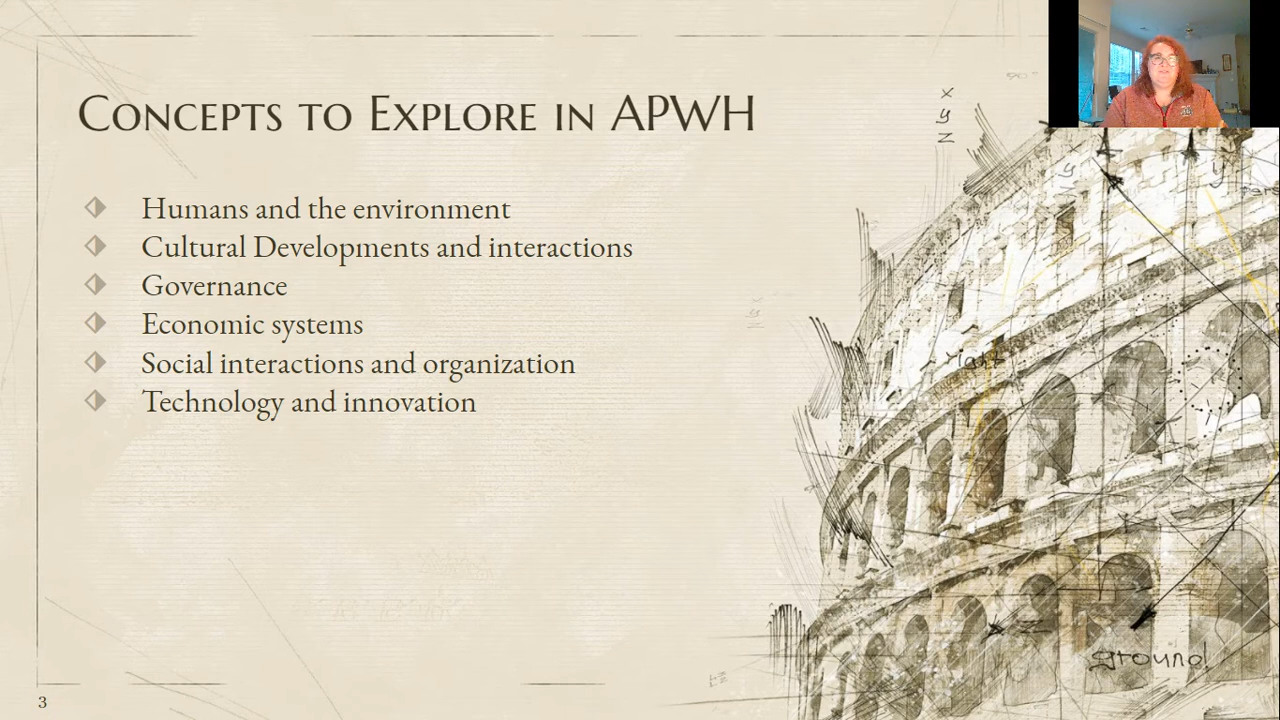 Concepts to Explore in APWH
Humans and the environment
Cultural Developments and interactions
Governance
Economic systems
Social interactions and organization
Technology and innovation
x
y
z
right
ground!
3